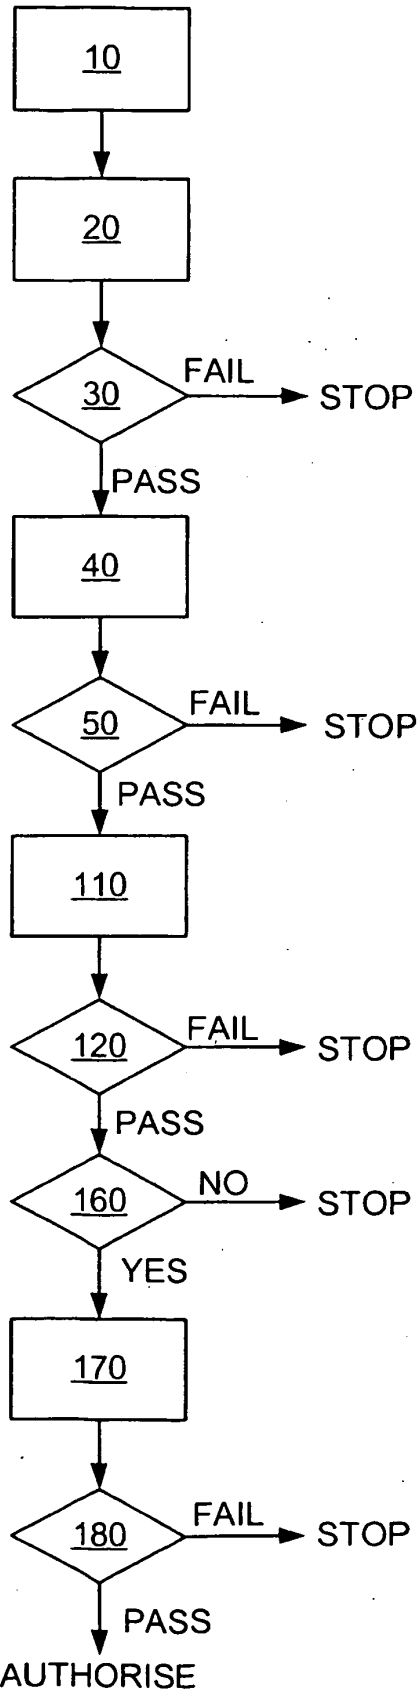 10
20
FAIL
30
STOP
PASS
40
FAIL
50
STOP
PASS
110
FAIL
120
STOP
PASS
NO
160
STOP
YES
170
FAIL
180
STOP
PASS
AUTHORISE